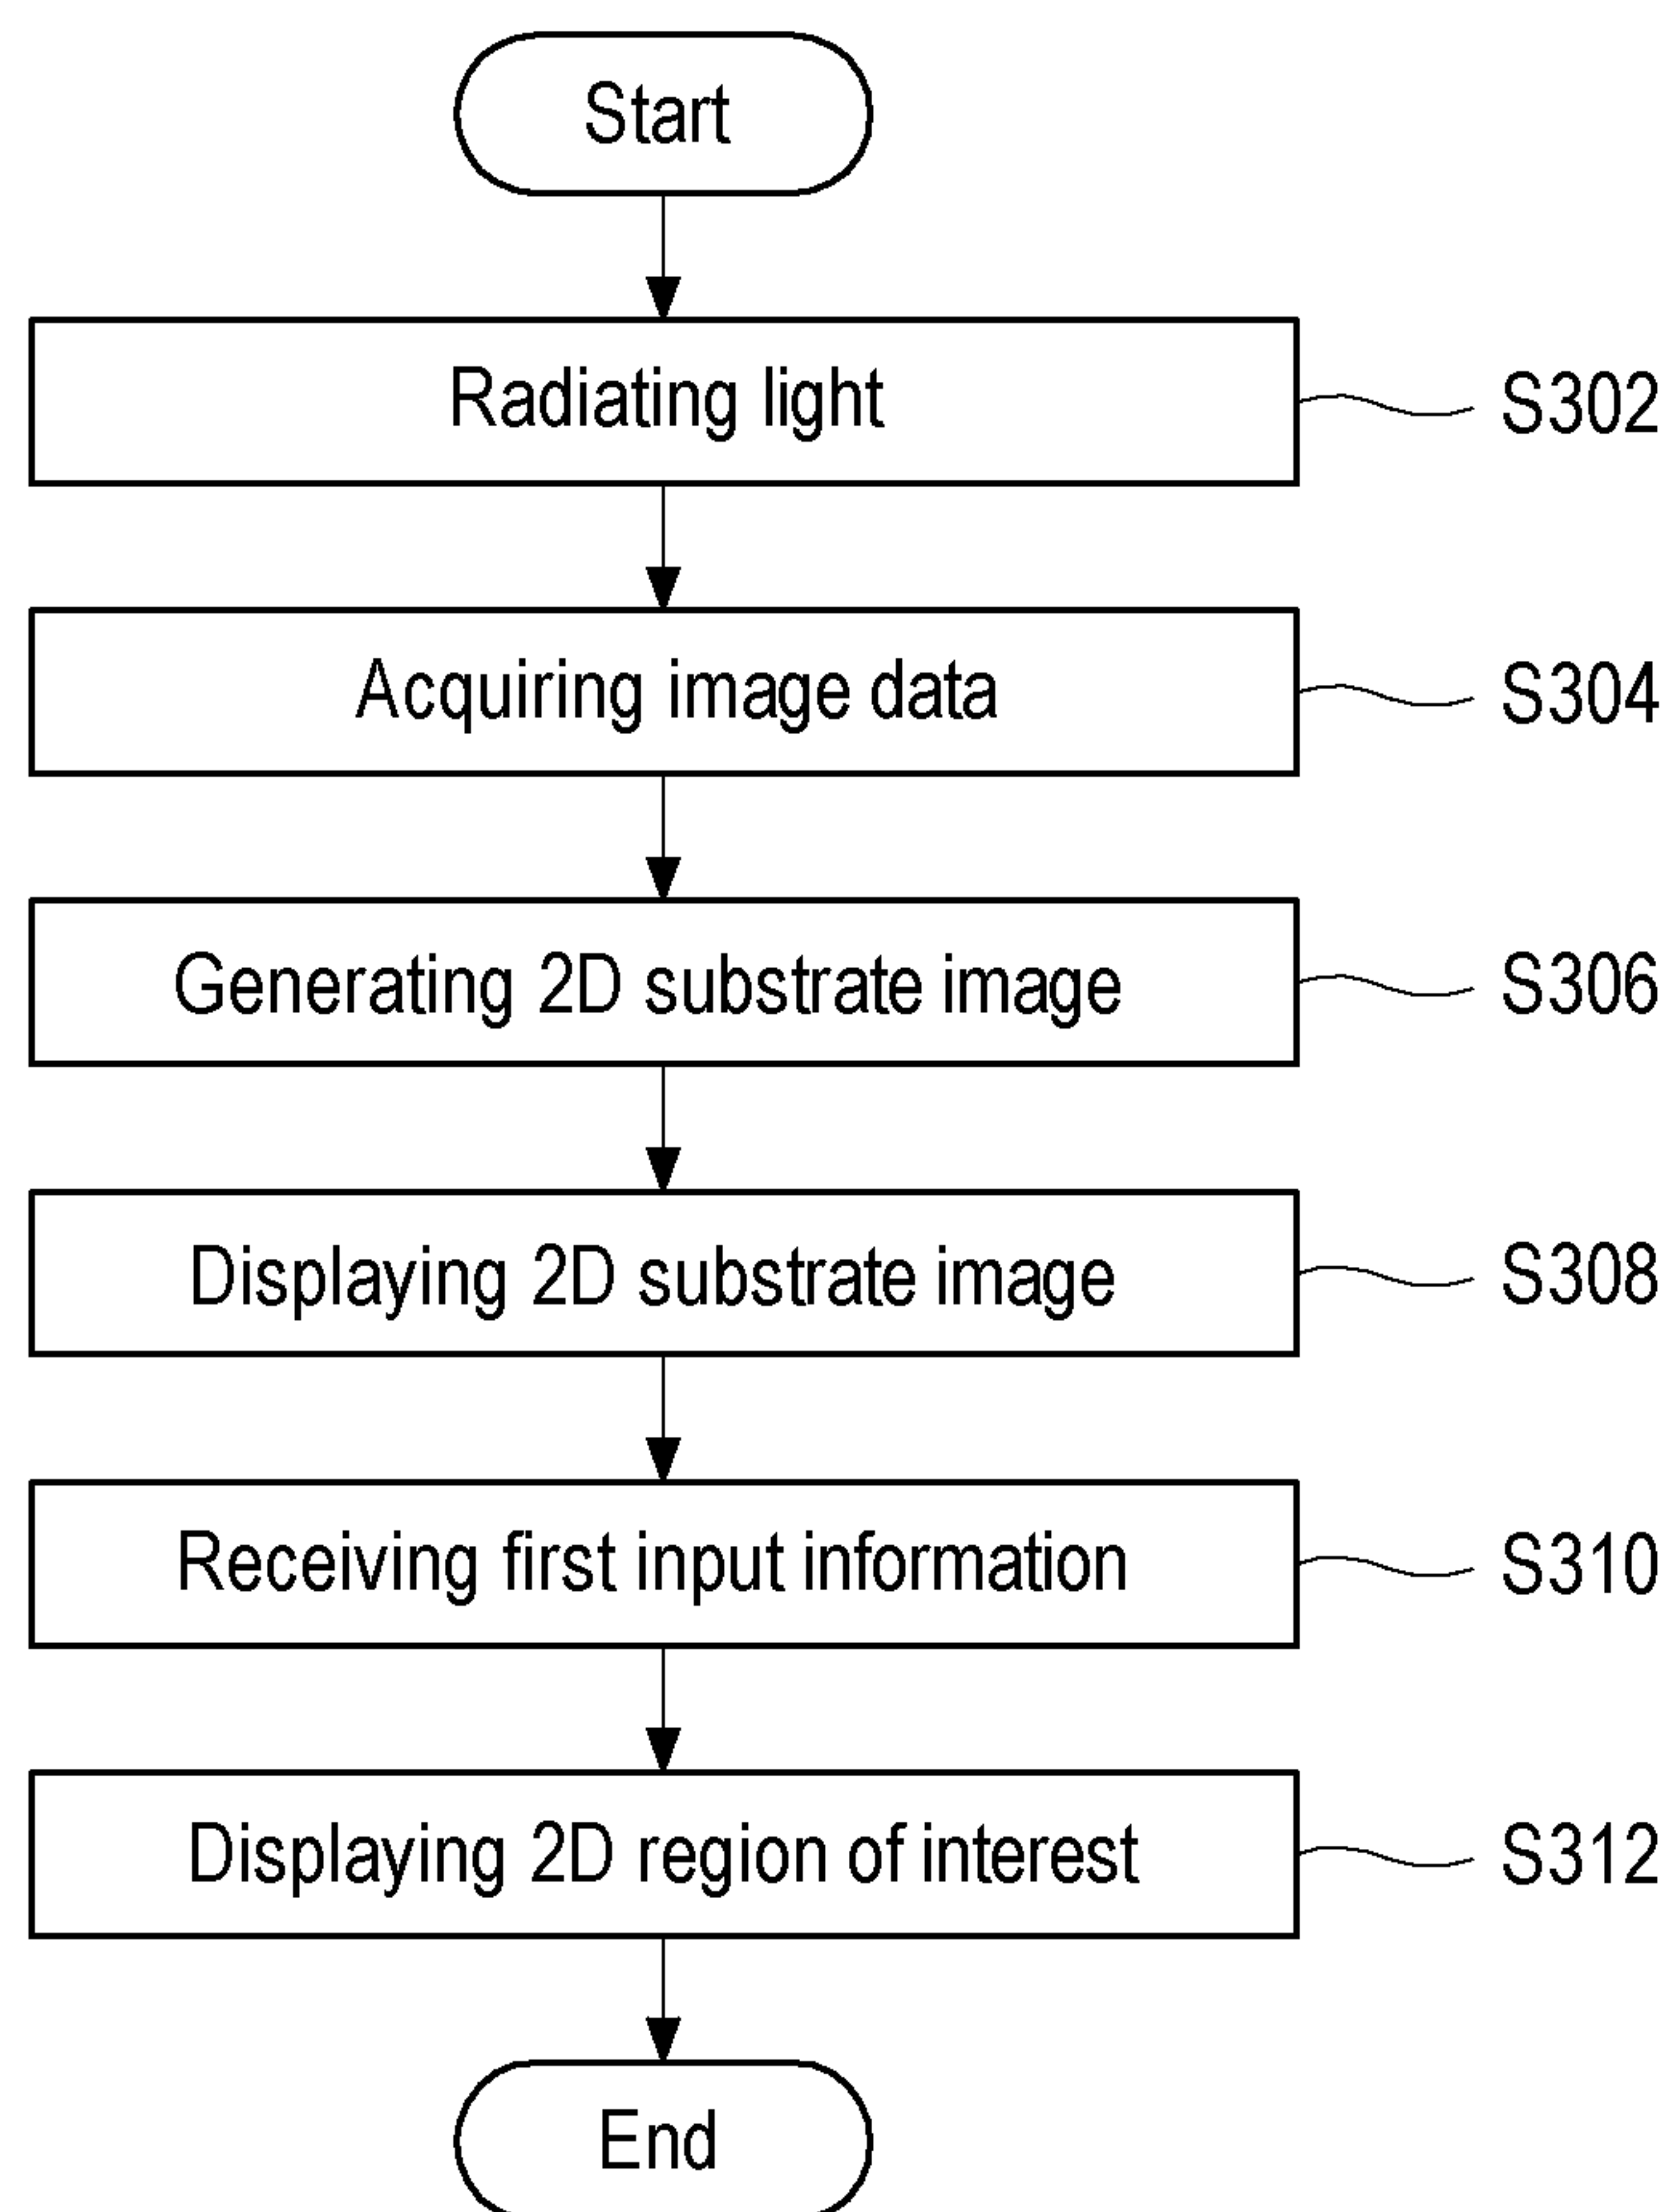 Start
Radiating light
S302
Acquiring image data
S304
Generating 2D substrate image
S306
Displaying 2D substrate image
S308
Receiving first input information
S310
Displaying 2D region of interest
S312
End